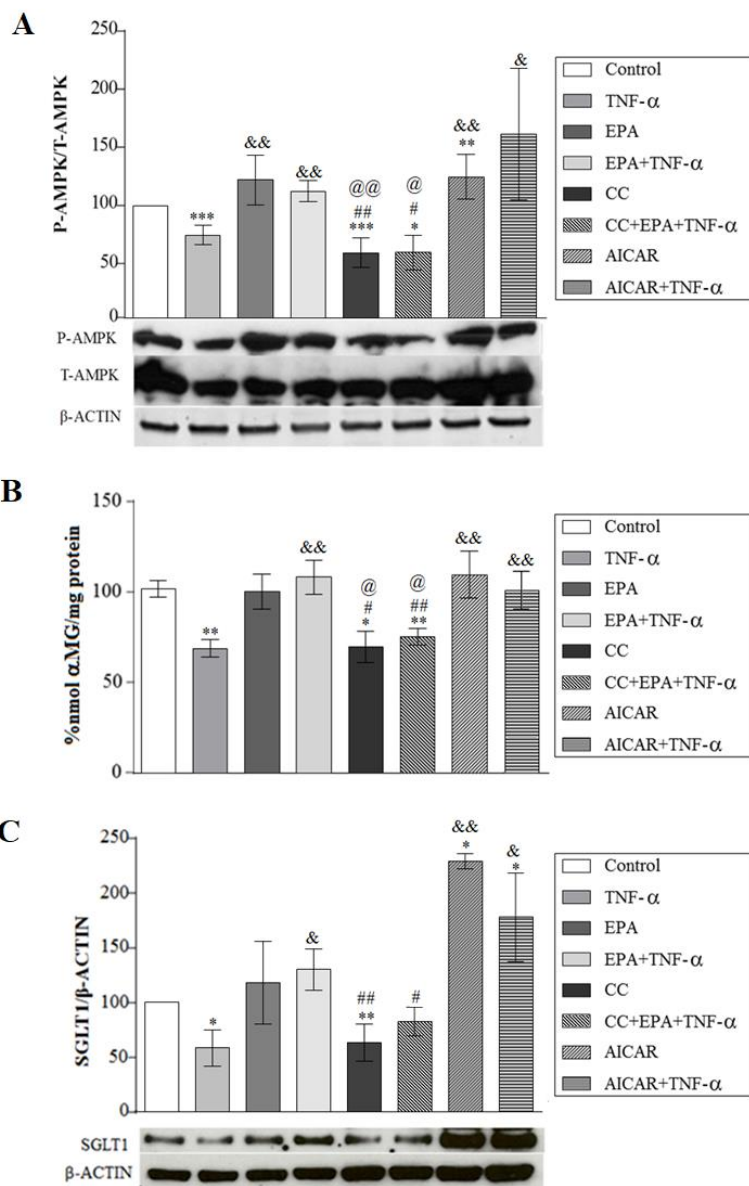 A
P-AMPK/T-AMPK
250
200
150
100
50
0
***
&&
&&
@@
##
***
@
#
*
&&
**
&
Control
TNF-α
EPA
EPA+TNF-α
CC
CC+EPA+TNF-α
AICAR
AICAR+TNF-α
P-AMPK
T-AMPK
β-ACTIN
B
%nmol αMG/mg protein
150
100
50
0
**
&&
@
#
*
@
##
**
&&
&&
Control
TNF-α
EPA
EPA+TNF-α
CC
CC+EPA+TNF-α
AICAR
AICAR+TNF-α
C
SGLT1/β-ACTIN
250
200
150
100
50
0
*
&
##
**
#
&&
*
&
*
Control
TNF-α
EPA
EPA+TNF-α
CC
CC+EPA+TNF-α
AICAR
AICAR+TNF-α
SGLT1
β-ACTIN